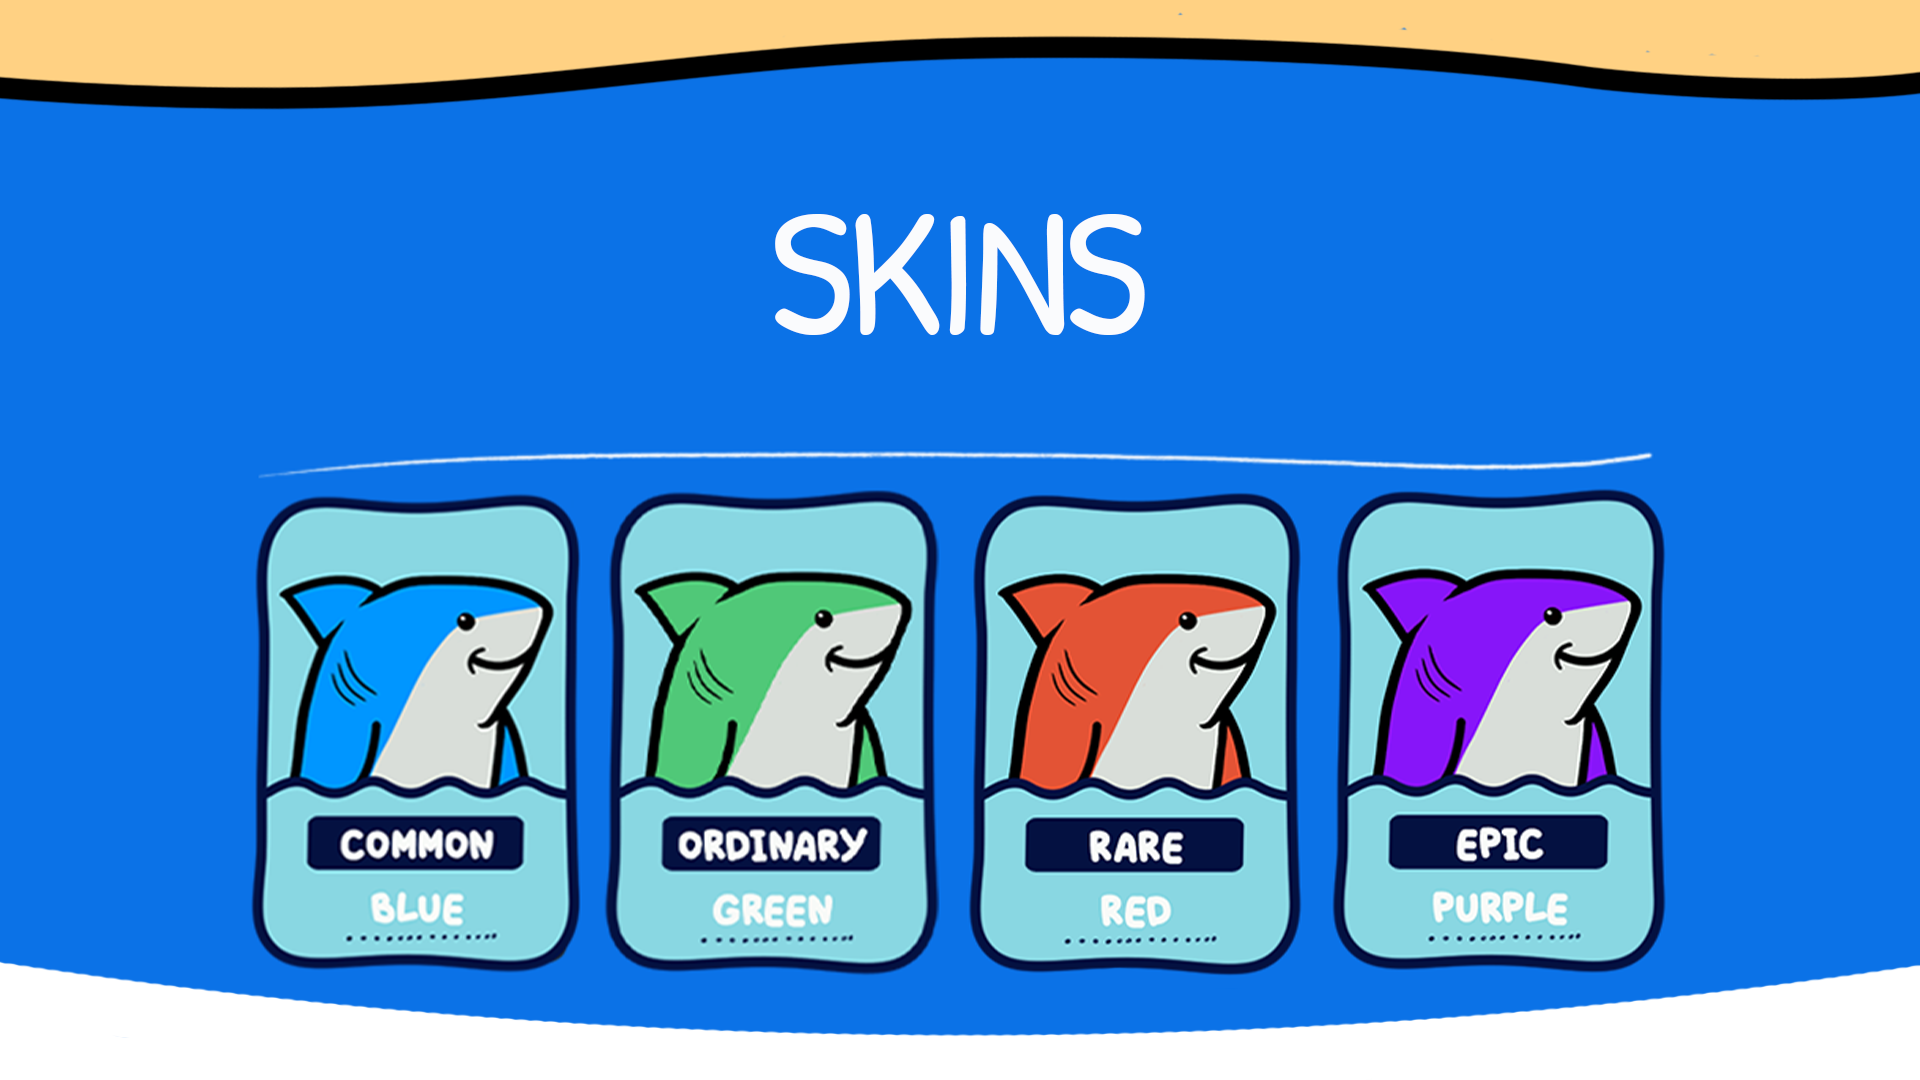 SKINS
COMMON
BLUE
ORDINARY
GREEN
RARE
RED
EPIC
PURPLE